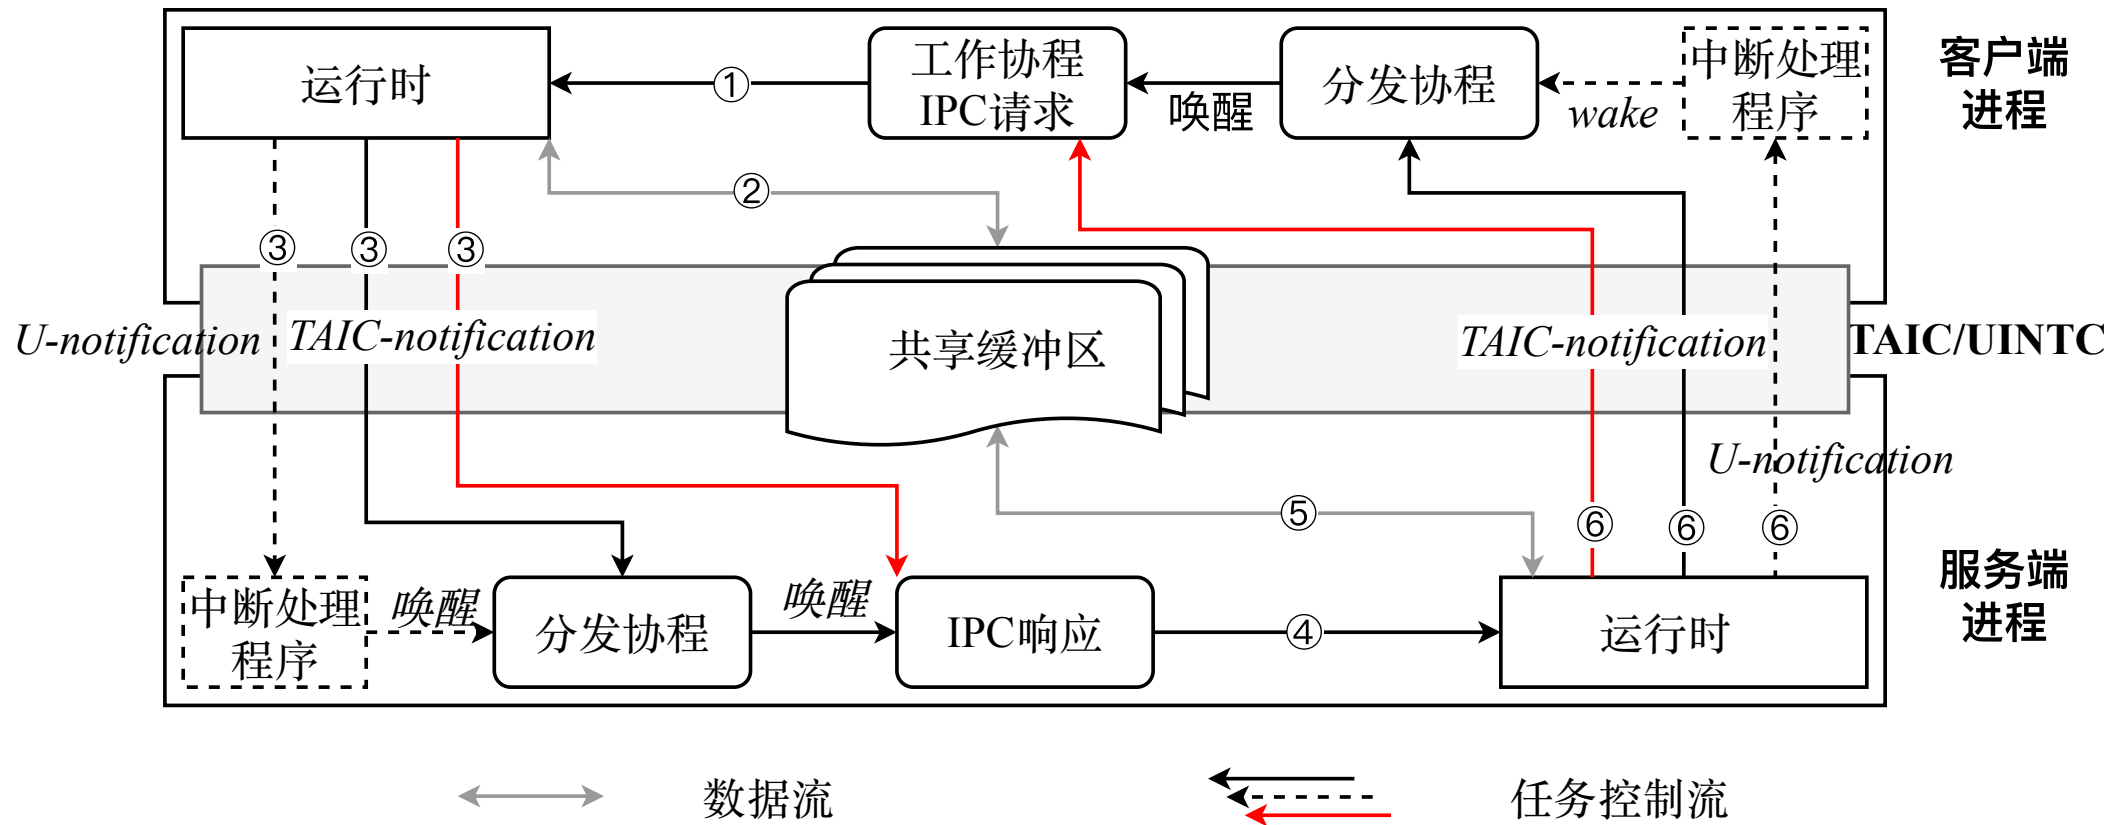 运行时
①
工作协程
IPC请求
唤醒
分发协程
wake
中断处理
程序
客户端
进程
②
③
③
③
U-notification
TAIC-notification
共享缓冲区
TAIC-notification
TAIC/UINTC
U-notification
⑤
⑥
⑥
⑥
中断处理
程序
唤醒
分发协程
唤醒
IPC响应
④
运行时
服务端
进程
数据流
任务控制流